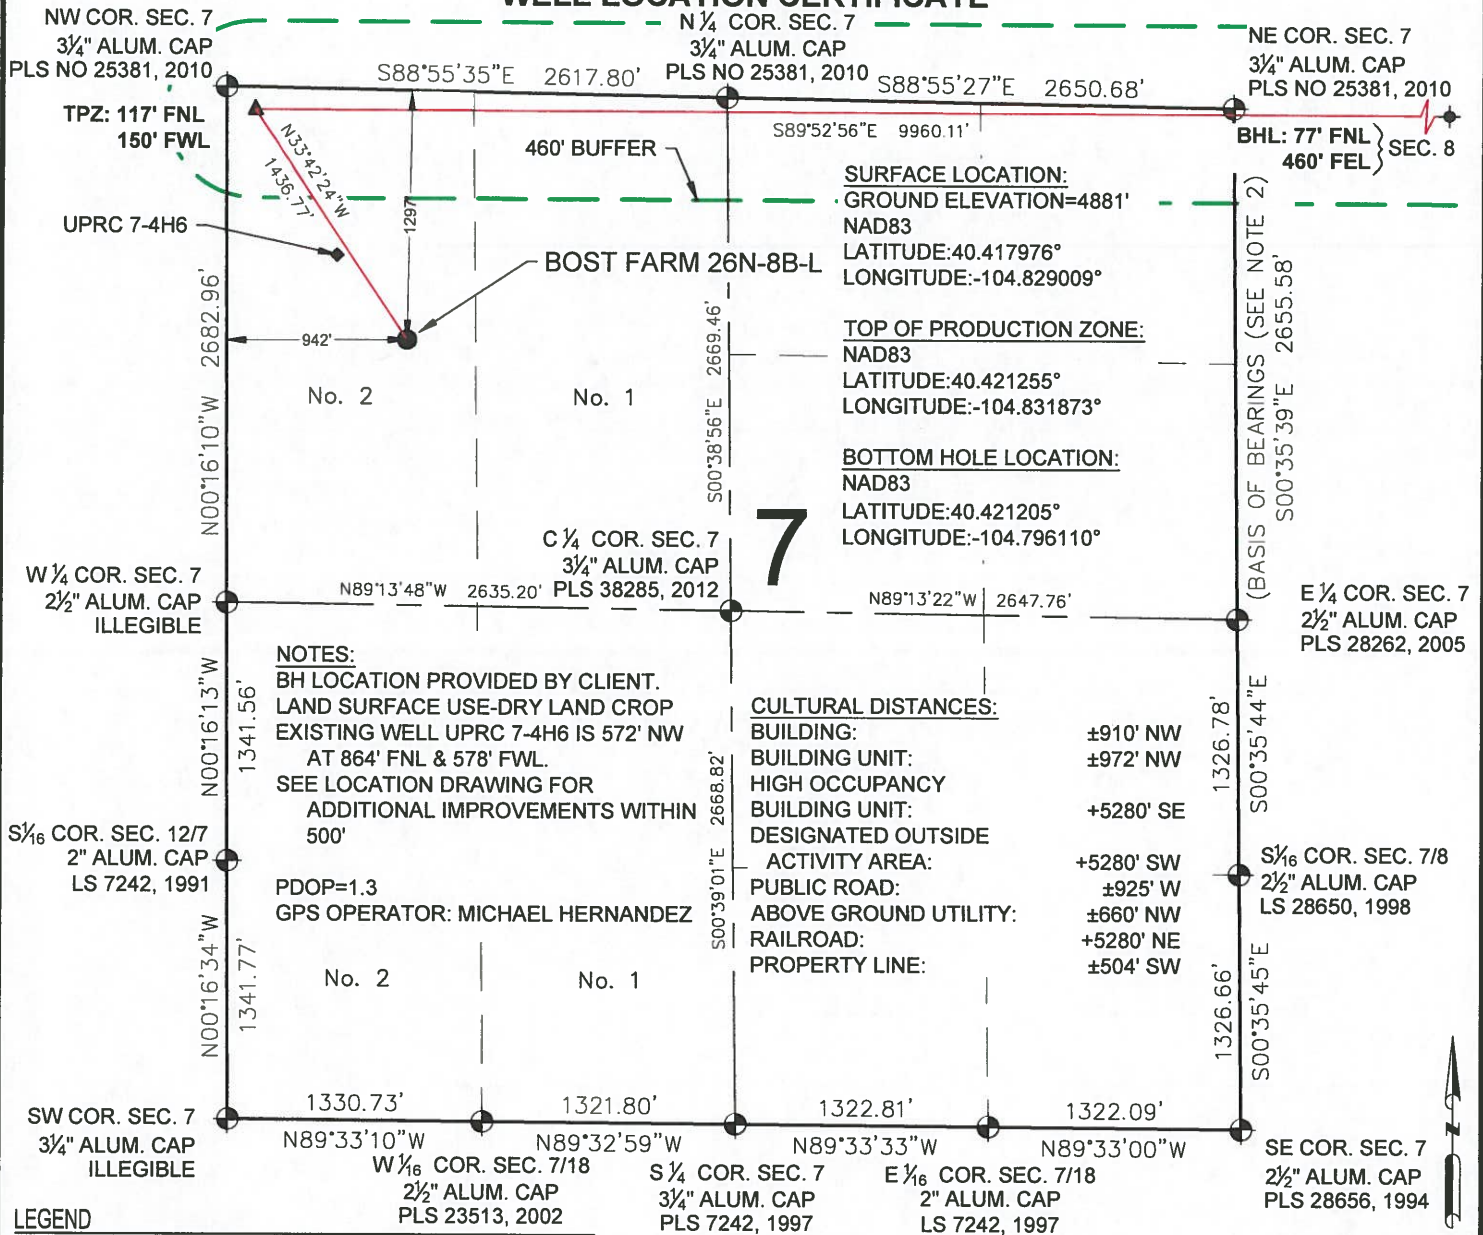 WELL LOCATION CERTIFICATE
NW COR. SEC. 7
3¼" ALUM. CAP
PLS NO 25381, 2010
N ¼ COR. SEC. 7
3¼" ALUM. CAP
PLS NO 25381, 2010
NE COR. SEC. 7
3¼" ALUM. CAP
PLS NO 25381, 2010
S88°55'35"E 2617.80'
S88°55'27"E 2650.68'
TPZ: 117' FNL
150' FWL
S89°52'56"E 9960.11'
BHL: 77' FNL
460' FEL
SEC. 8
N33°42'24"W
1436.77'
1297'
460' BUFFER
UPRC 7-4H6
BOST FARM 26N-8B-L
942'
SURFACE LOCATION:
GROUND ELEVATION=4881'
NAD83
LATITUDE:40.417976°
LONGITUDE:-104.829009°
TOP OF PRODUCTION ZONE:
NAD83
LATITUDE:40.421255°
LONGITUDE:-104.831873°
BOTTOM HOLE LOCATION:
NAD83
LATITUDE:40.421205°
LONGITUDE:-104.796110°
N00°16'10"W 2682.96'
No. 2
No. 1
S00°38'56"E 2669.46'
(BASIS OF BEARINGS (SEE NOTE 2)
S00°35'39"E 2655.58'
7
W ¼ COR. SEC. 7
2½" ALUM. CAP
ILLEGIBLE
C ¼ COR. SEC. 7
3¼" ALUM. CAP
PLS 38285, 2012
N89°13'48"W 2635.20'
N89°13'22"W 2647.76'
E ¼ COR. SEC. 7
2½" ALUM. CAP
PLS 28262, 2005
NOTES:
BH LOCATION PROVIDED BY CLIENT.
LAND SURFACE USE-DRY LAND CROP
EXISTING WELL UPRC 7-4H6 IS 572' NW
AT 864' FNL & 578' FWL.
SEE LOCATION DRAWING FOR
ADDITIONAL IMPROVEMENTS WITHIN
500'
PDOP=1.3
GPS OPERATOR: MICHAEL HERNANDEZ
N00°16'13"W
1341.56'
S00°39'01"E 2668.82'
CULTURAL DISTANCES:
BUILDING: ±910' NW
BUILDING UNIT: ±972' NW
HIGH OCCUPANCY
BUILDING UNIT: +5280' SE
DESIGNATED OUTSIDE
ACTIVITY AREA: +5280' SW
PUBLIC ROAD: ±925' W
ABOVE GROUND UTILITY: ±660' NW
RAILROAD: +5280' NE
PROPERTY LINE: ±504' SW
1326.78'
S00°35'44"E
S1/16 COR. SEC. 12/7
2" ALUM. CAP
LS 7242, 1991
S1/16 COR. SEC. 7/8
2½" ALUM. CAP
LS 28650, 1998
N00°16'34"W
1341.77'
No. 2
No. 1
1326.66'
S00°35'45"E
SW COR. SEC. 7
3¼" ALUM. CAP
ILLEGIBLE
1330.73'
N89°33'10"W
1321.80'
N89°32'59"W
1322.81'
N89°33'33"W
1322.09'
N89°33'00"W
W 1/16 COR. SEC. 7/18
2½" ALUM. CAP
PLS 23513, 2002
S ¼ COR. SEC. 7
3¼" ALUM. CAP
PLS 7242, 1997
E 1/16 COR. SEC. 7/18
2" ALUM. CAP
LS 7242, 1997
SE COR. SEC. 7
2½" ALUM. CAP
PLS 28656, 1994
N
LEGEND